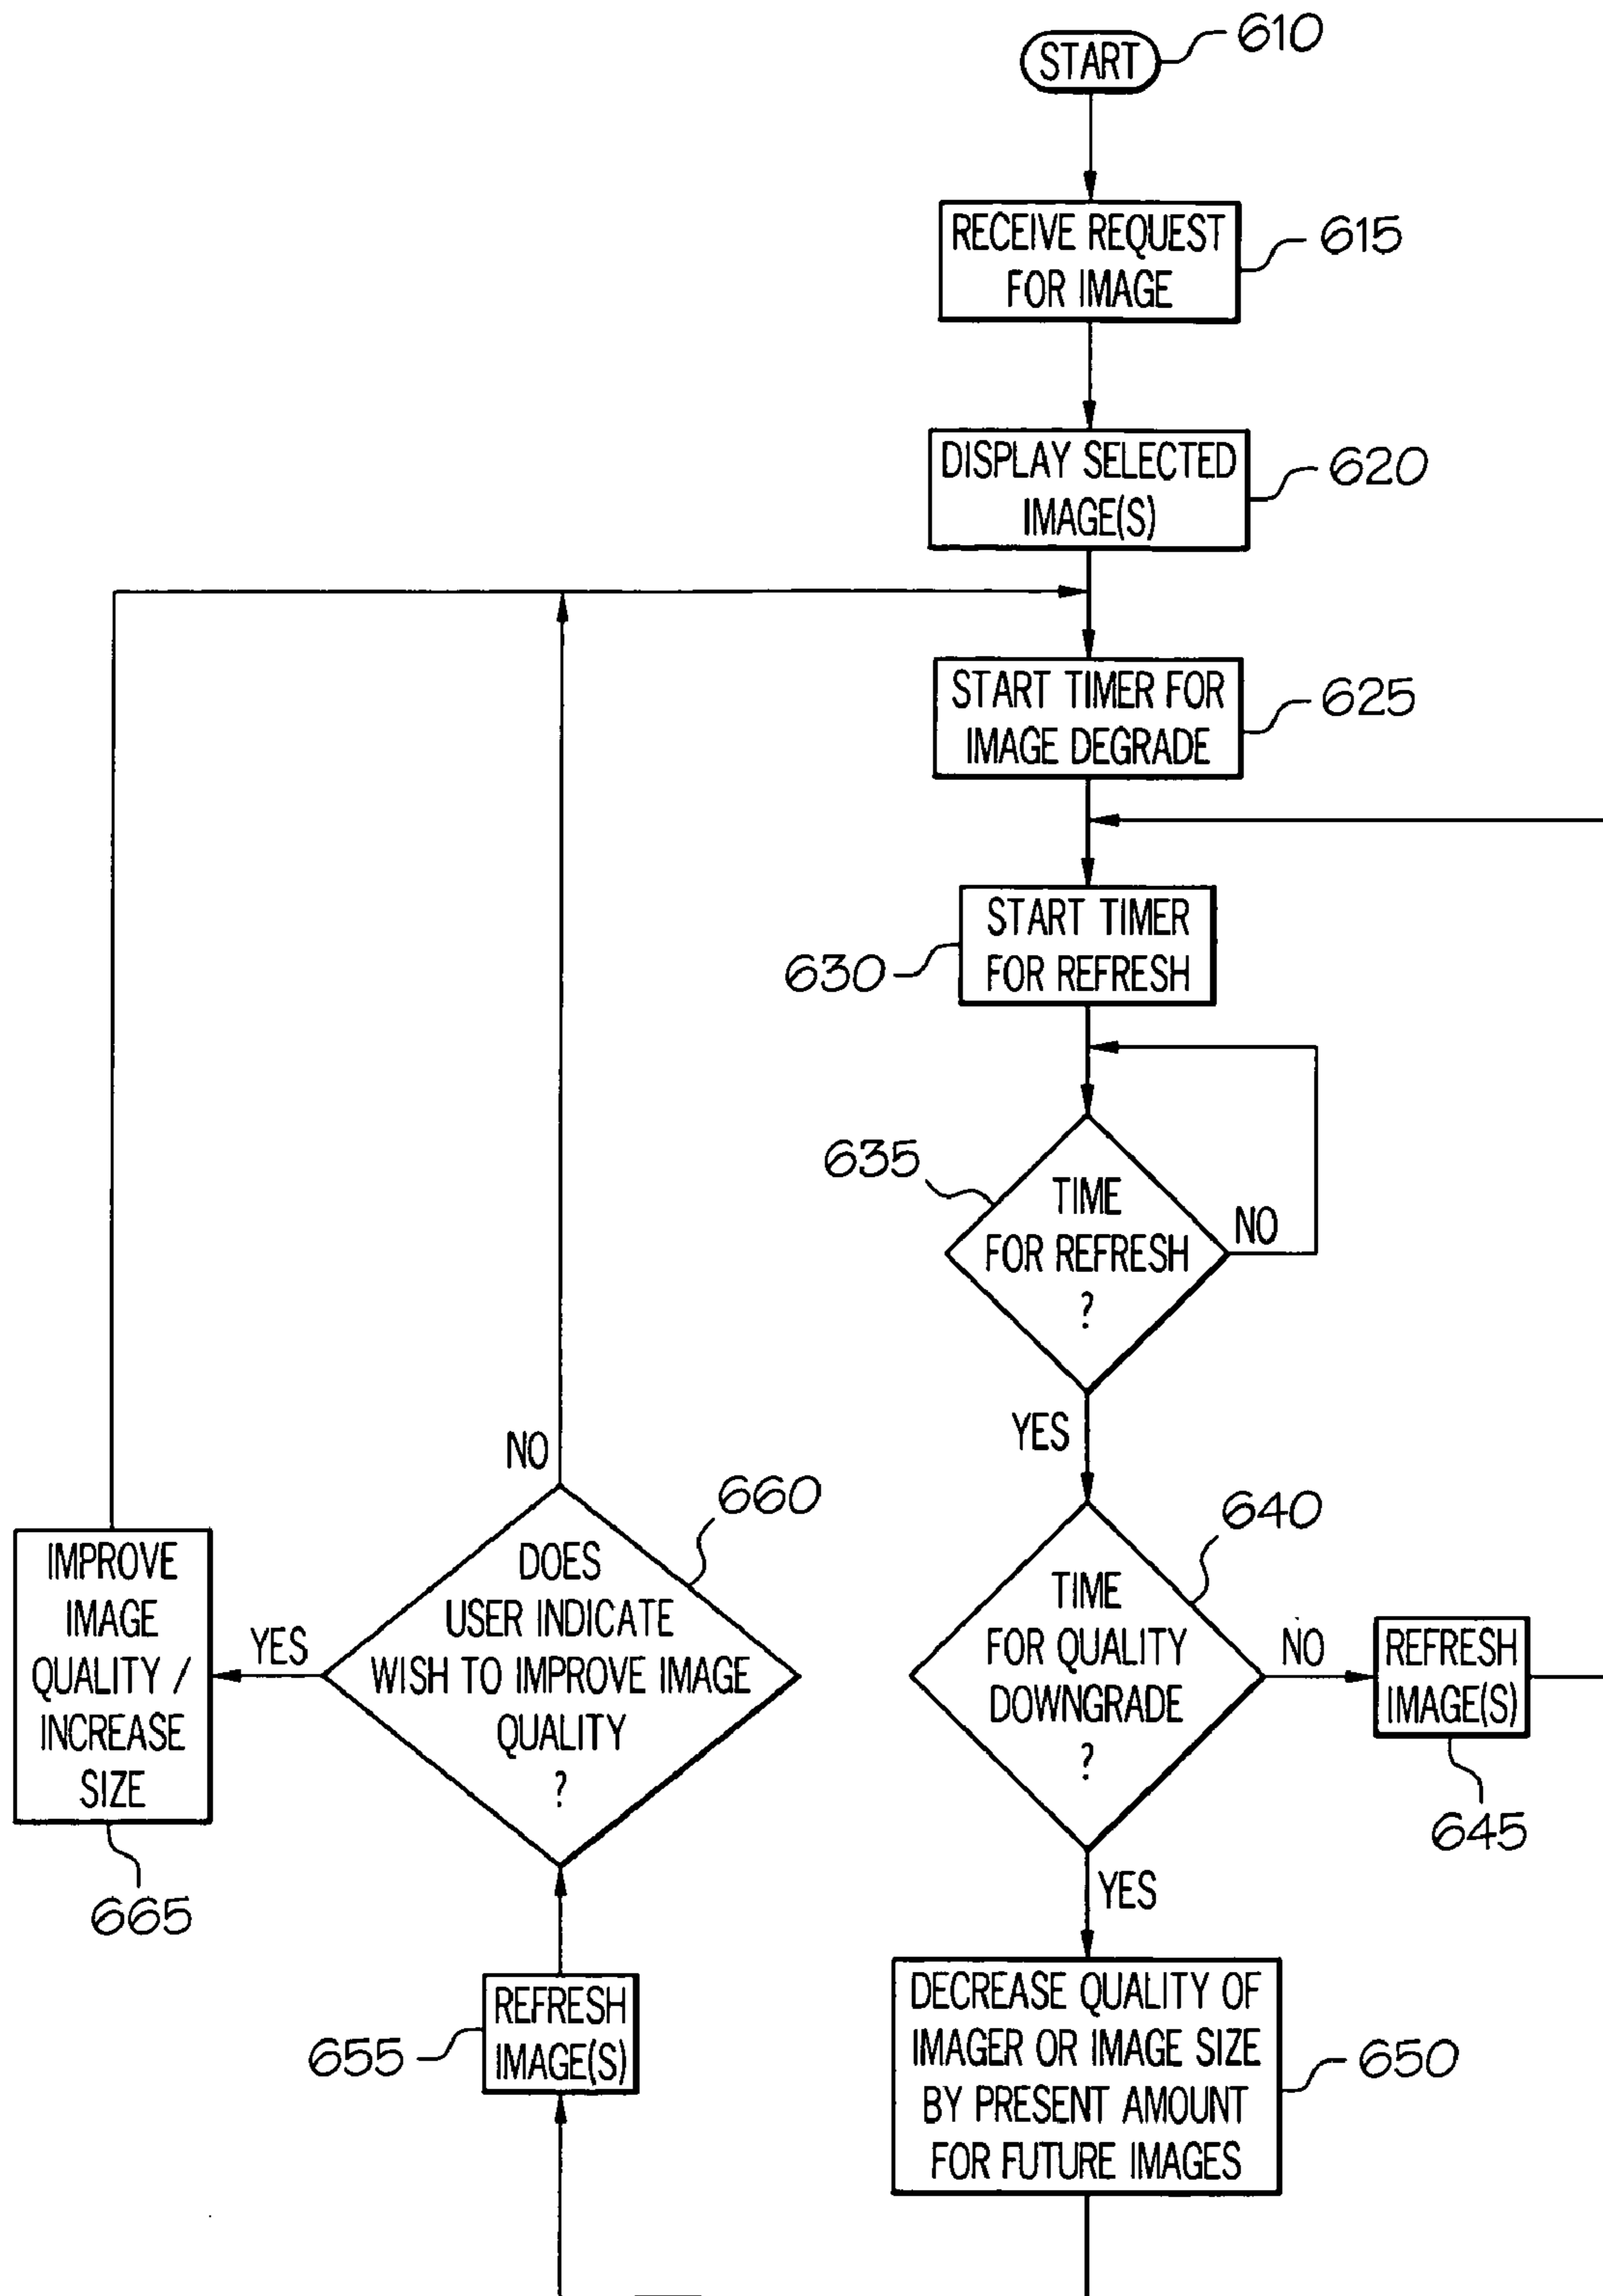 START
610
RECEIVE REQUEST
FOR IMAGE
615
DISPLAY SELECTED
IMAGE(S)
620
START TIMER FOR
IMAGE DEGRADE
625
START TIMER
FOR REFRESH
630
635
TIME
FOR REFRESH
?
NO
YES
640
TIME
FOR QUALITY
DOWNGRADE
?
NO
REFRESH
IMAGE(S)
645
YES
DECREASE QUALITY OF
IMAGER OR IMAGE SIZE
BY PRESENT AMOUNT
FOR FUTURE IMAGES
650
REFRESH
IMAGE(S)
655
660
DOES
USER INDICATE
WISH TO IMPROVE IMAGE
QUALITY
?
NO
YES
IMPROVE
IMAGE
QUALITY /
INCREASE
SIZE
665